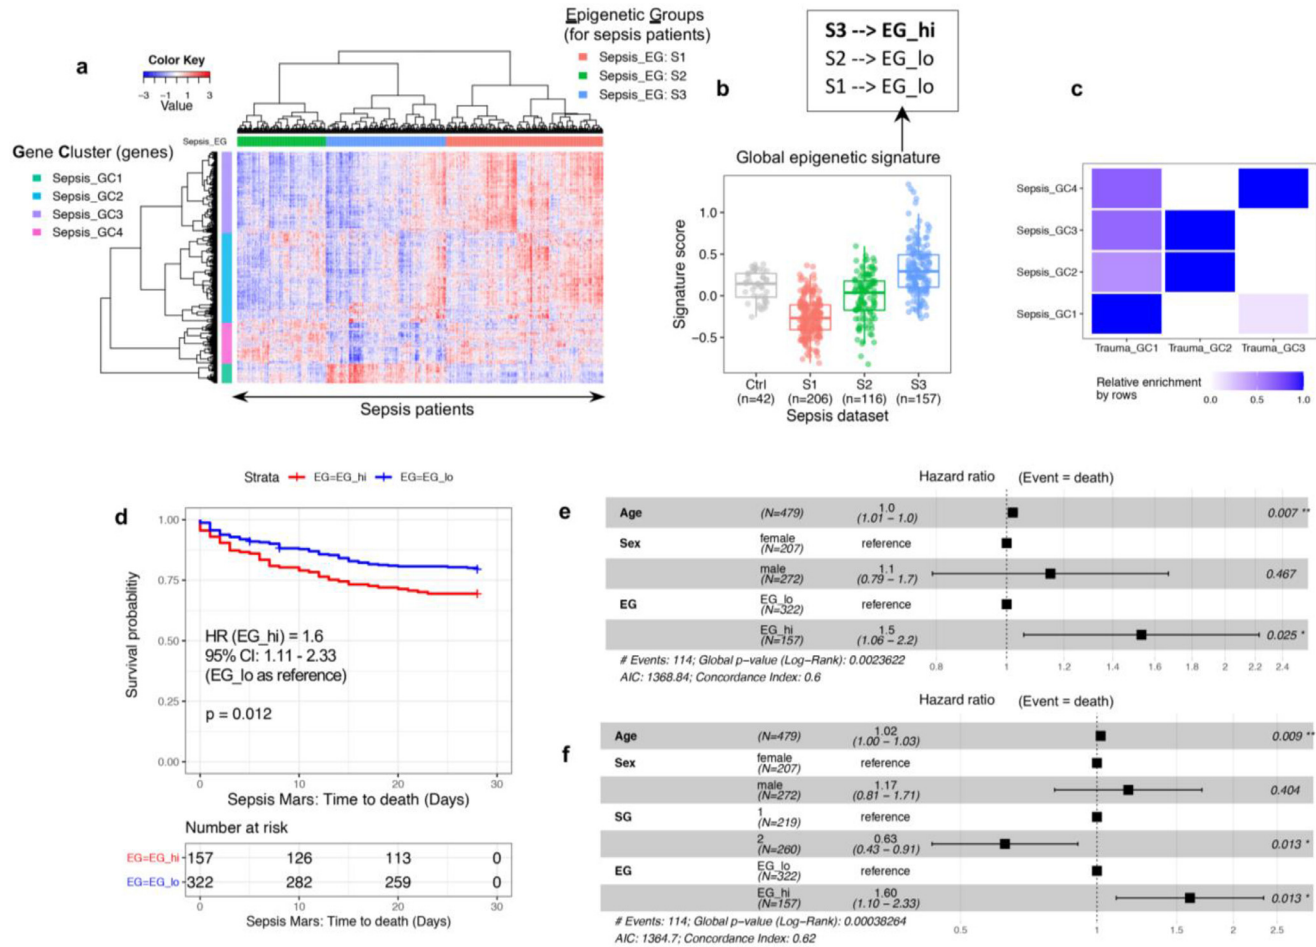 a
Color Key
-3 -1 1 3
Value
Epigenetic Groups
(for sepsis patients)
Sepsis_EG: S1
Sepsis_EG: S2
Sepsis_EG: S3
Sepsis_EG
Gene Cluster (genes)
Sepsis_GC1
Sepsis_GC2
Sepsis_GC3
Sepsis_GC4
Sepsis patients
b
S3 --> EG_hi
S2 --> EG_lo
S1 --> EG_lo
Global epigenetic signature
Signature score
1.0
0.5
0.0
−0.5
Ctrl S1 S2 S3
(n=42) (n=206) (n=116) (n=157)
Sepsis dataset
c
Sepsis_GC4
Sepsis_GC3
Sepsis_GC2
Sepsis_GC1
Trauma_GC1 Trauma_GC2 Trauma_GC3
Relative enrichment
by rows
0.0 0.5 1.0
d
Strata EG=EG_hi EG=EG_lo
Survival probablitiy
1.00
0.75
0.50
0.25
0.00
HR (EG_hi) = 1.6
95% CI: 1.11 - 2.33
(EG_lo as reference)
p = 0.012
0 10 20 30
Sepsis Mars: Time to death (Days)
Number at risk
EG=EG_hi 157 126 113 0
EG=EG_lo 322 282 259 0
0 10 20 30
Sepsis Mars: Time to death (Days)
e
Hazard ratio (Event = death)
Age (N=479) 1.0 0.007 **
(1.01 − 1.0)
Sex female reference
(N=207)
male 1.1 0.467
(N=272) (0.79 − 1.7)
EG EG_lo reference
(N=322)
EG_hi 1.5 0.025 *
(N=157) (1.06 − 2.2)
# Events: 114; Global p−value (Log−Rank): 0.0023622
AIC: 1368.84; Concordance Index: 0.6
0.8 1 1.2 1.4 1.6 1.8 2 2.2 2.4
f
Hazard ratio (Event = death)
Age (N=479) 1.02 0.009 **
(1.00 − 1.03)
Sex female reference
(N=207)
male 1.17 0.404
(N=272) (0.81 − 1.71)
SG 1 reference
(N=219)
2 0.63 0.013 *
(N=260) (0.43 − 0.91)
EG EG_lo reference
(N=322)
EG_hi 1.60 0.013 *
(N=157) (1.10 − 2.33)
# Events: 114; Global p−value (Log−Rank): 0.00038264
AIC: 1364.7; Concordance Index: 0.62
0.5 1 1.5 2 2.5